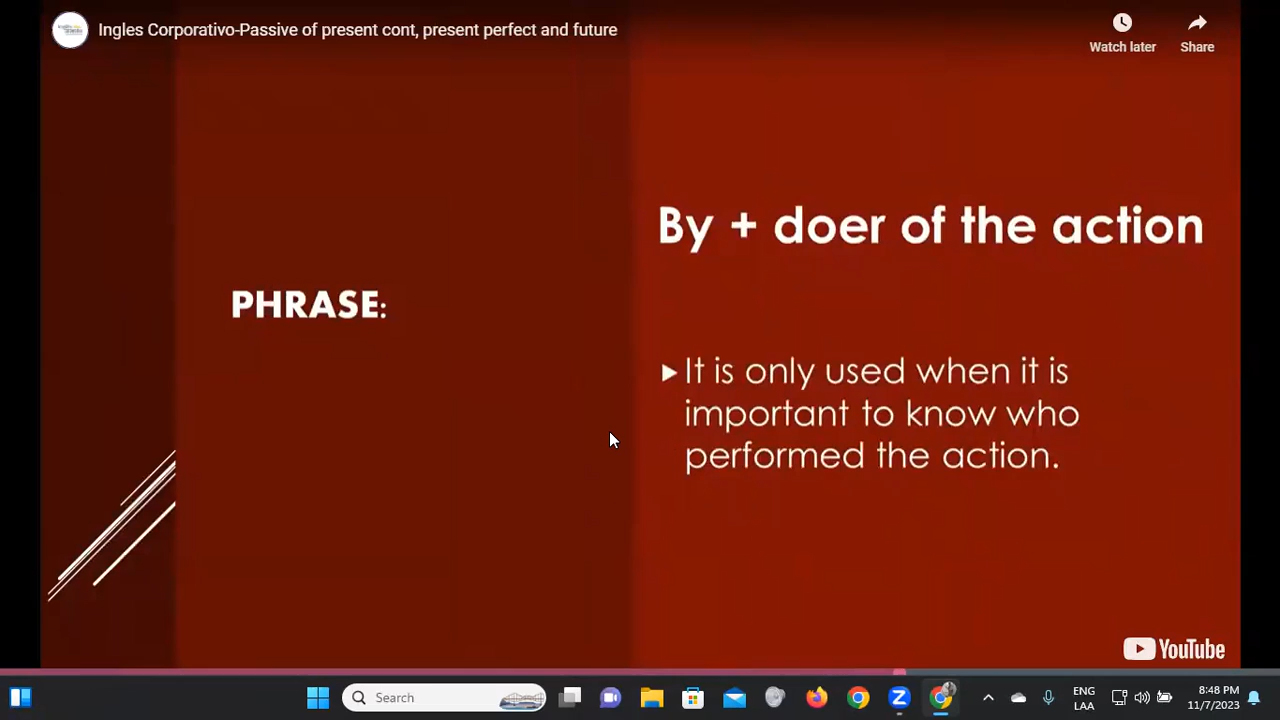 Ingles Corporativo-Passive of present cont, present perfect and future
Watch later
Share
By + doer of the action
PHRASE:
It is only used when it is
important to know who
performed the action.
YouTube
Search
ENG
LAA
8:48 PM
11/7/2023